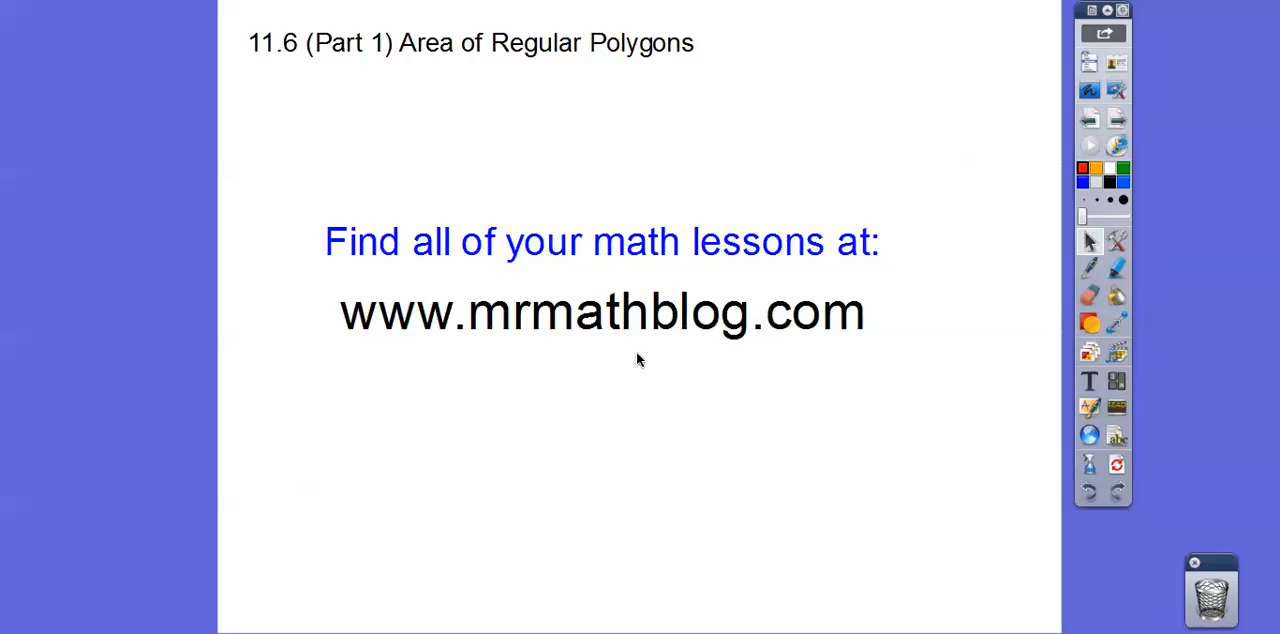 11.6 (Part 1) Area of Regular Polygons
Find all of your math lessons at:
www.mrmathblog.com